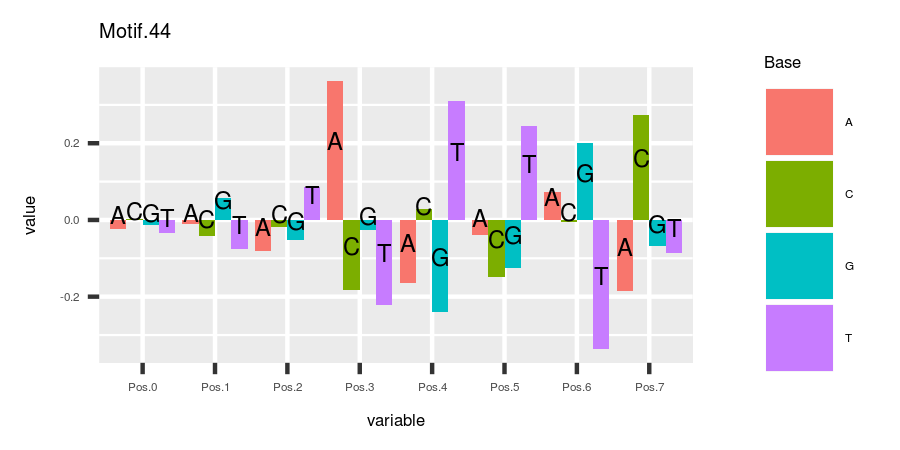 Motif.44
Base
A
C
G
T
value
0.2
0.0
-0.2
A C G T A C G T A C G T A C G T A C G T A C G T A C G T A C G T
Pos.0 Pos.1 Pos.2 Pos.3 Pos.4 Pos.5 Pos.6 Pos.7
variable